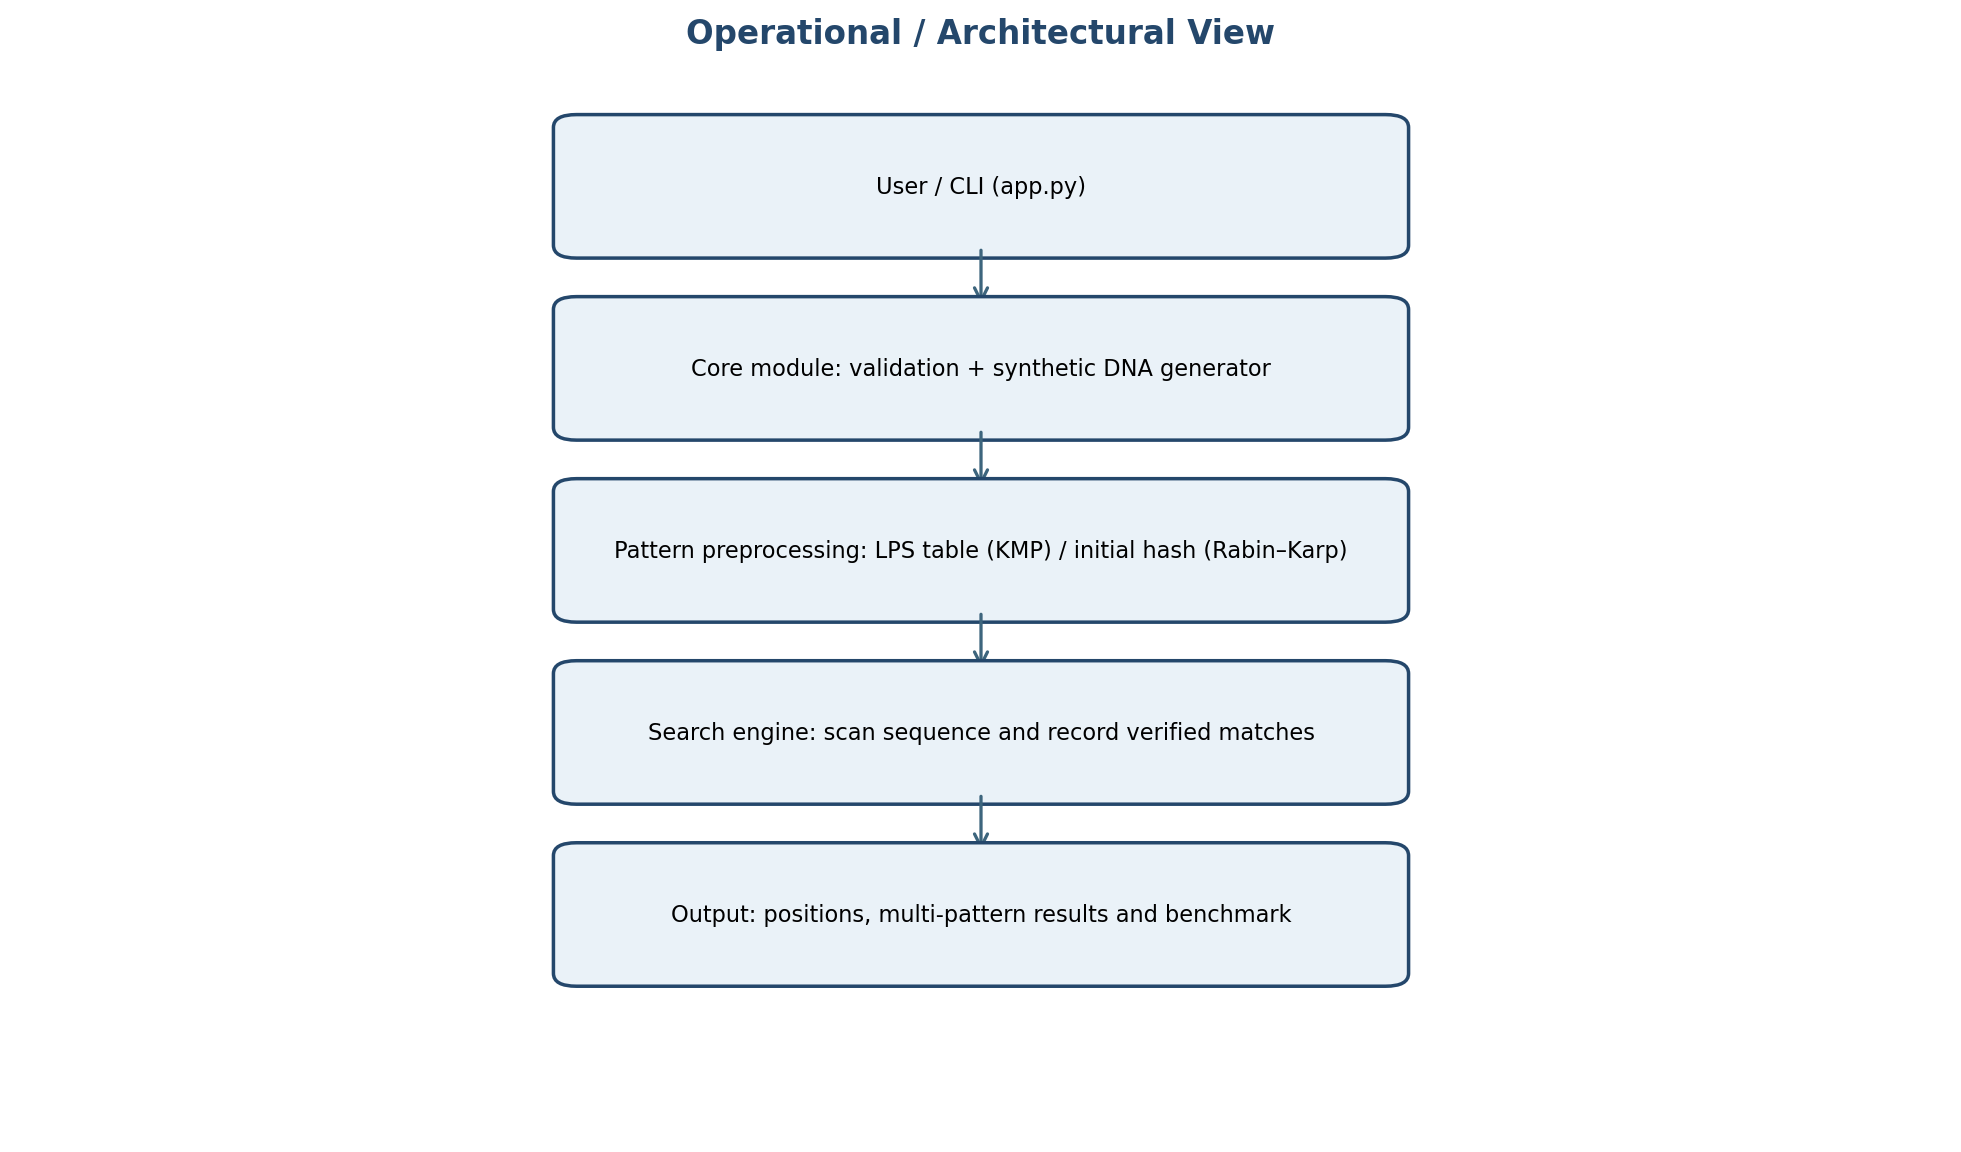 Operational / Architectural View
User / CLI (app.py)
Core module: validation + synthetic DNA generator
Pattern preprocessing: LPS table (KMP) / initial hash (Rabin–Karp)
Search engine: scan sequence and record verified matches
Output: positions, multi-pattern results and benchmark